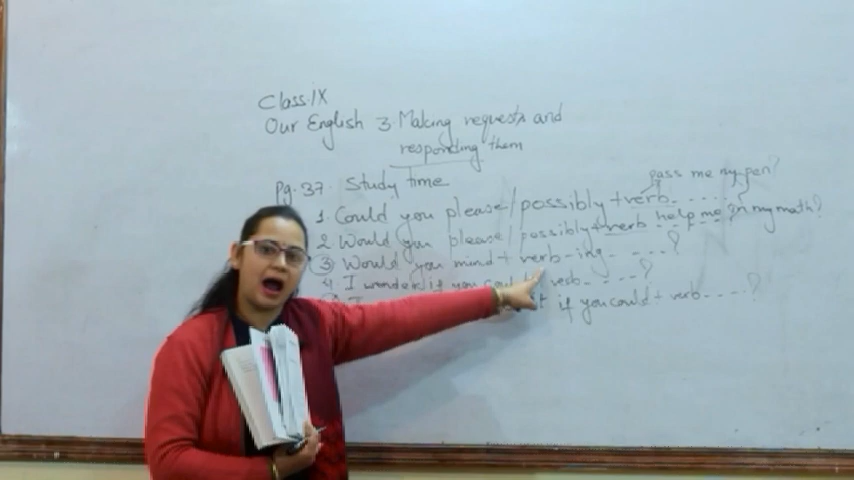 Class.IX
Our English 3. Making requests and
responding them
Pg. 37. Study time
pass me my pen?
1. Could you please/possibly + verb......
2 Would you please/possibly + verb help me in my math?
3 Would you mind + verb-ing.....?
4. I wonder if you could verb....?
if you could + verb....?